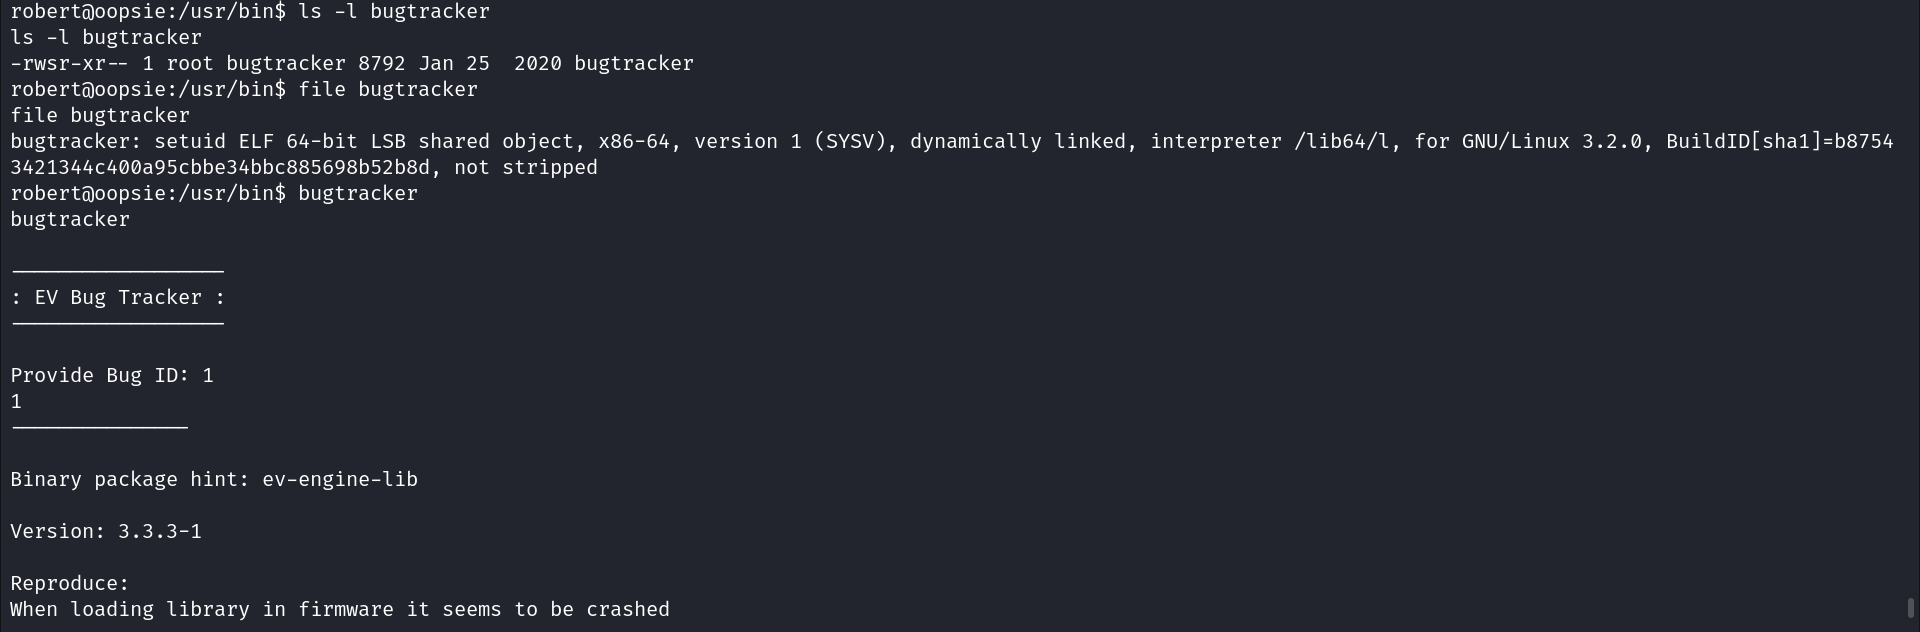 robert@oopsie:/usr/bin$ ls -l bugtracker
ls -l bugtracker
-rwsr-xr-- 1 root bugtracker 8792 Jan 25  2020 bugtracker
robert@oopsie:/usr/bin$ file bugtracker
file bugtracker
bugtracker: setuid ELF 64-bit LSB shared object, x86-64, version 1 (SYSV), dynamically linked, interpreter /lib64/l, for GNU/Linux 3.2.0, BuildID[sha1]=b8754
3421344c400a95cbbe34bbc885698b52b8d, not stripped
robert@oopsie:/usr/bin$ bugtracker
bugtracker
------------------
: EV Bug Tracker :
------------------
Provide Bug ID: 1
1
---------------
Binary package hint: ev-engine-lib
Version: 3.3.3-1
Reproduce:
When loading library in firmware it seems to be crashed